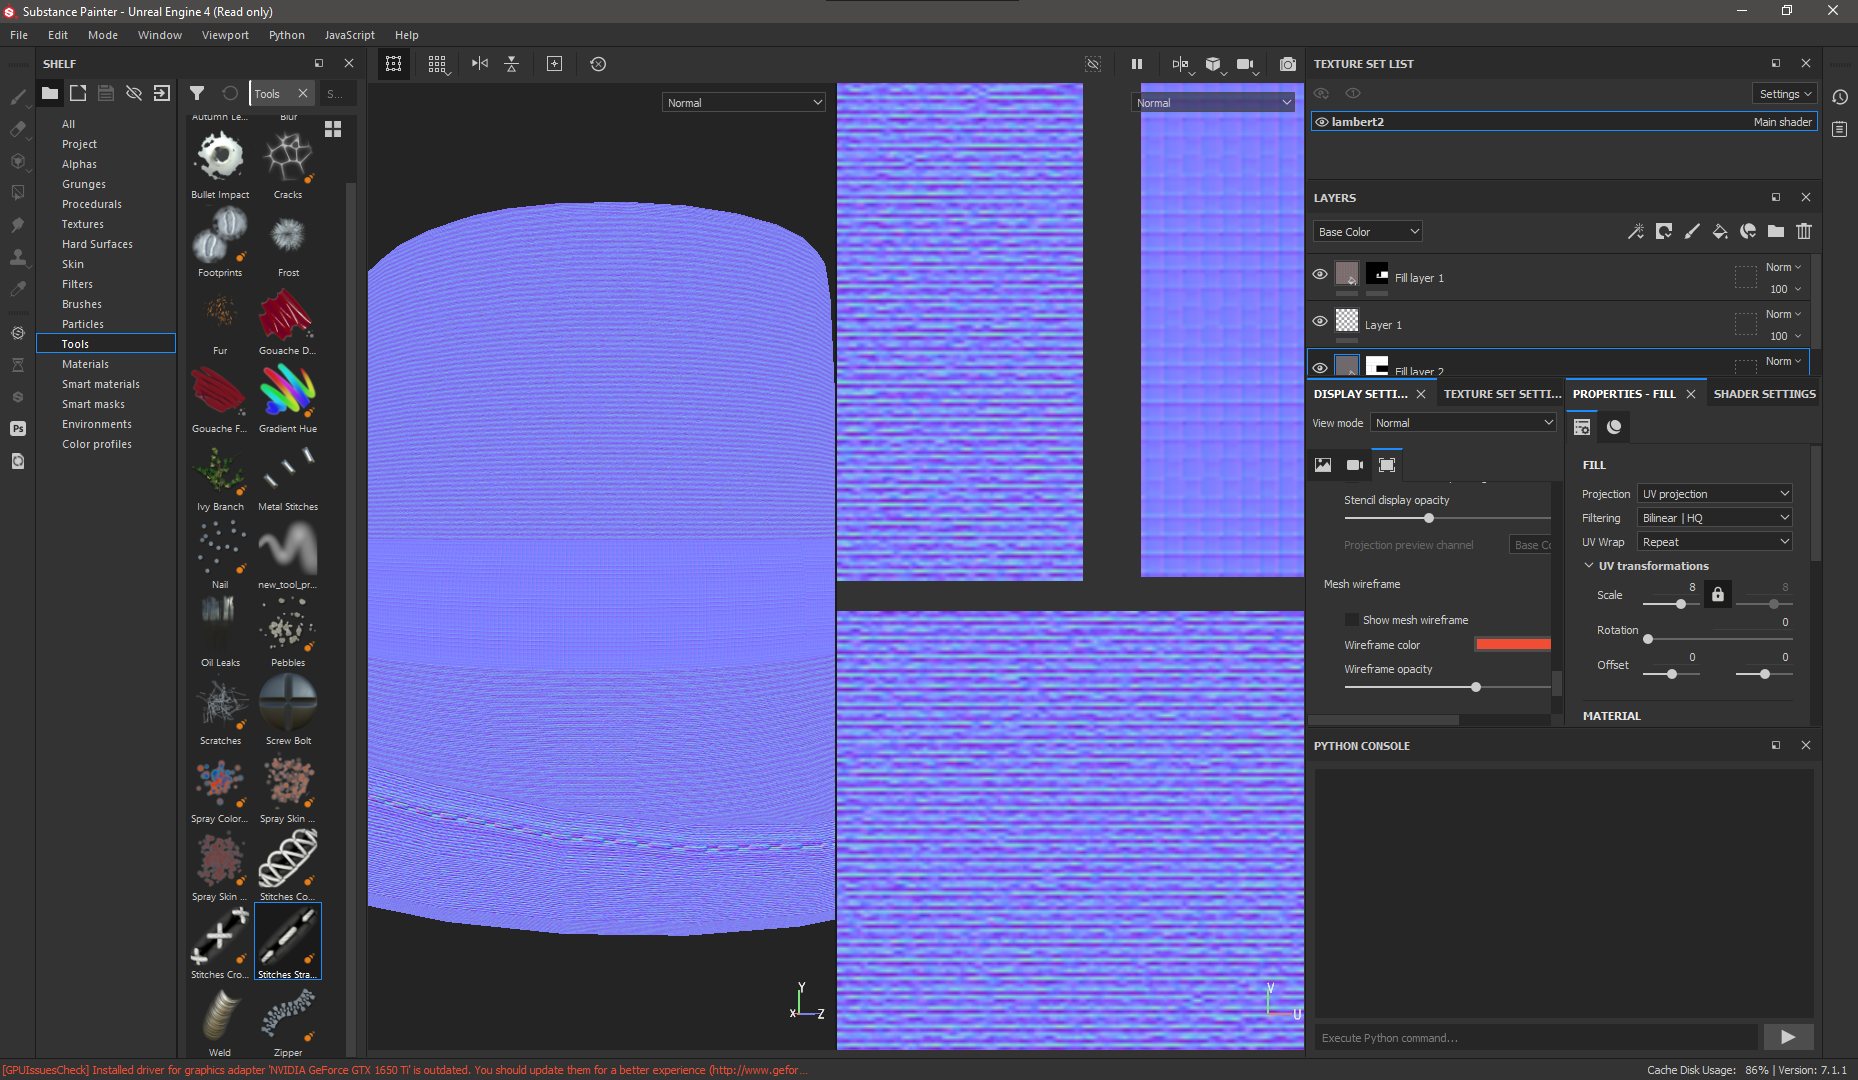 Substance Painter - Unreal Engine 4 (Read only)
File Edit Mode Window Viewport Python JavaScript Help
SHELF
Tools
S...
All
Project
Alphas
Grunges
Procedurals
Textures
Hard Surfaces
Skin
Filters
Brushes
Particles
Tools
Materials
Smart materials
Smart masks
Environments
Color profiles
Autumn Le... Blur
Bullet Impact Cracks
Footprints Frost
Fur Gouache D...
Gouache F... Gradient Hue
Ivy Branch Metal Stitches
Nail new_tool_pr...
Oil Leaks Pebbles
Scratches Screw Bolt
Spray Color... Spray Skin ...
Spray Skin ... Stitches Co...
Stitches Cro... Stitches Stra...
Weld Zipper
Normal
Normal
Y
X Z
V
U
TEXTURE SET LIST
Settings
lambert2 Main shader
LAYERS
Base Color
Fill layer 1 Norm
100
Layer 1 Norm
100
Fill layer 2 Norm
DISPLAY SETTI... TEXTURE SET SETTI...
View mode Normal
Stencil display opacity
Projection preview channel Base Co
Mesh wireframe
Show mesh wireframe
Wireframe color
Wireframe opacity
PROPERTIES - FILL SHADER SETTINGS
FILL
Projection UV projection
Filtering Bilinear | HQ
UV Wrap Repeat
UV transformations
Scale 8 8
Rotation 0
Offset 0 0
MATERIAL
PYTHON CONSOLE
Execute Python command...
[GPUIssuesCheck] Installed driver for graphics adapter 'NVIDIA GeForce GTX 1650 Ti' is outdated. You should update them for a better experience (http://www.gefor...
Cache Disk Usage: 86% | Version: 7.1.1